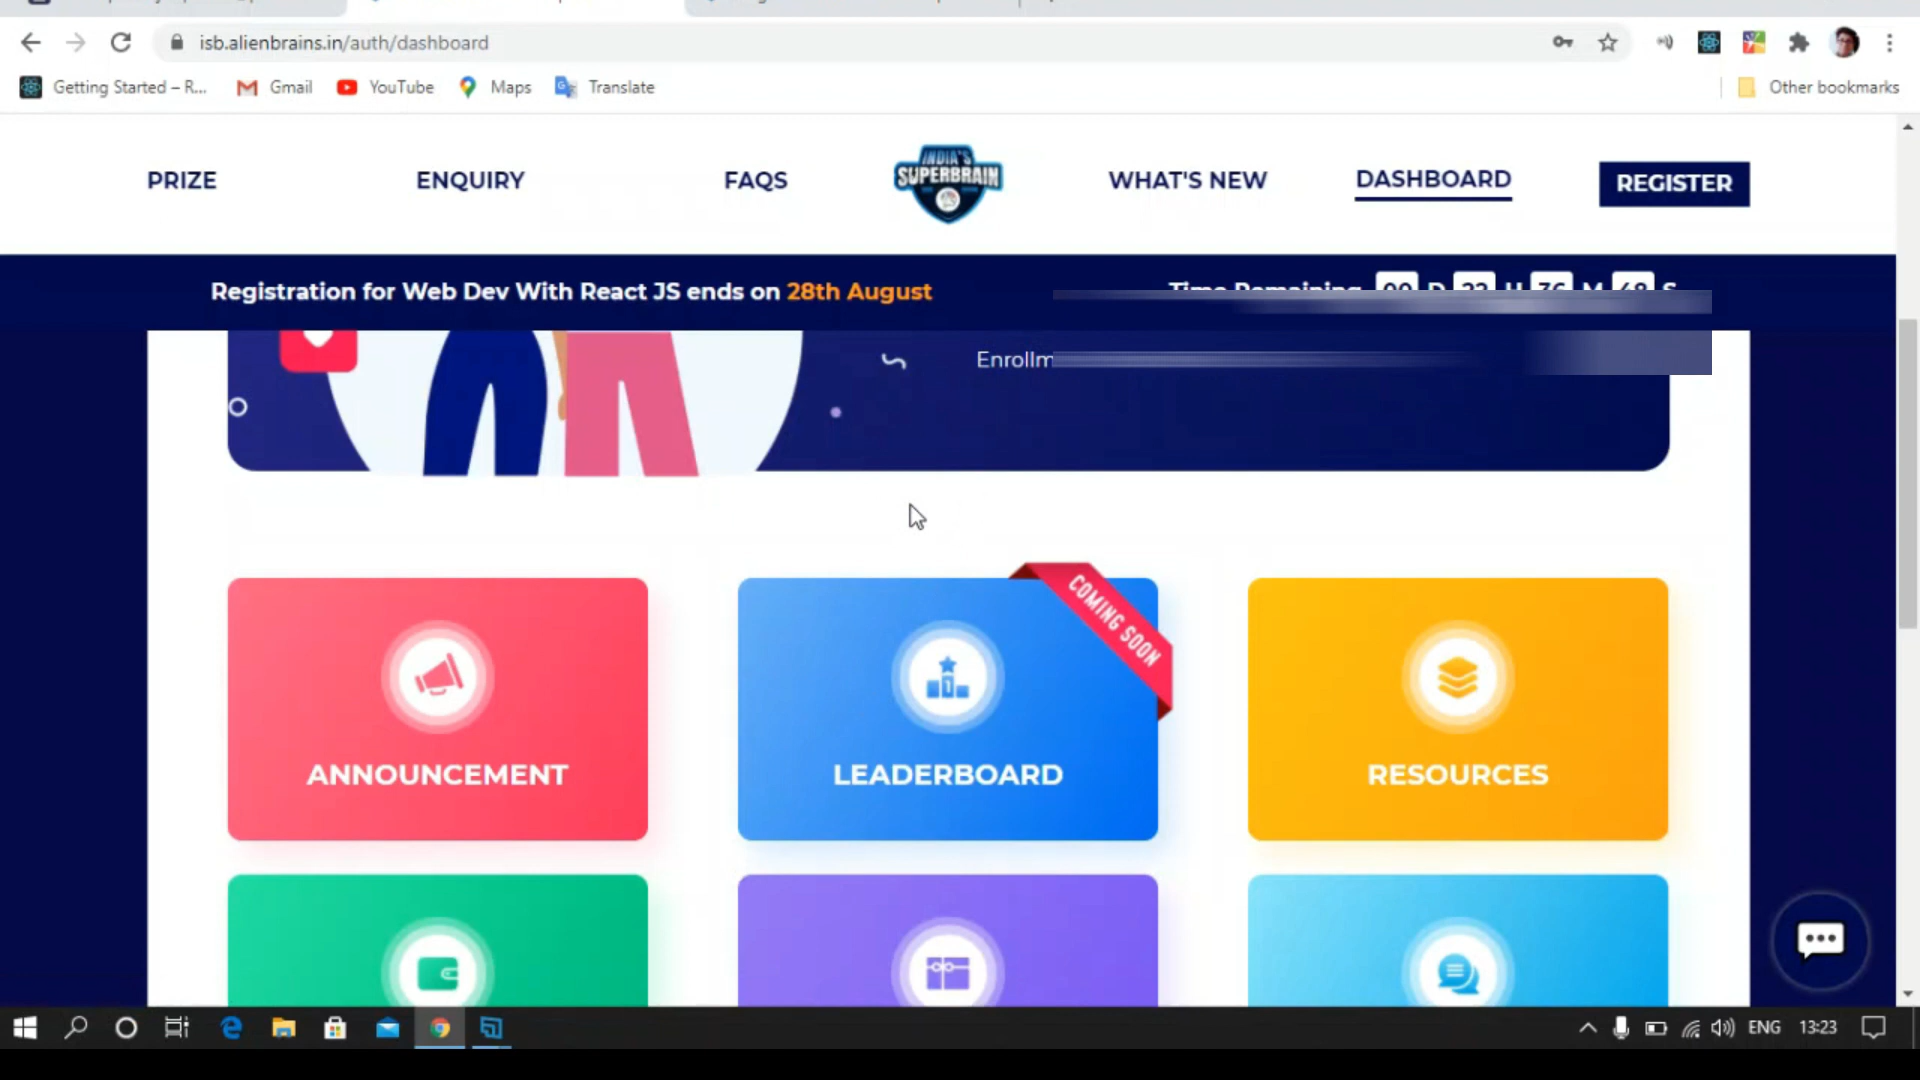 isb.alienbrains.in/auth/dashboard
Getting Started – R...
Gmail
YouTube
Maps
Translate
Other bookmarks
PRIZE
ENQUIRY
FAQS
INDIA'S
SUPERBRAIN
WHAT'S NEW
DASHBOARD
REGISTER
Registration for Web Dev With React JS ends on 28th August
Time Remaining D H M S
Enrollm
COMING SOON
ANNOUNCEMENT
LEADERBOARD
RESOURCES
ENG
13:23